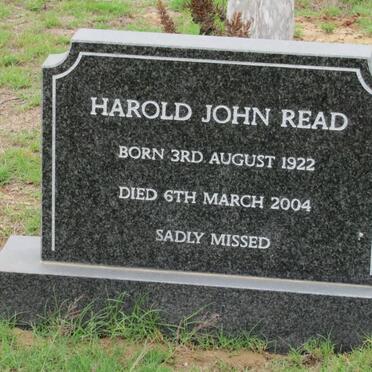 HAROLD JOHN READ
BORN 3RD AUGUST 1922
DIED 6TH MARCH 2004
SADLY MISSED